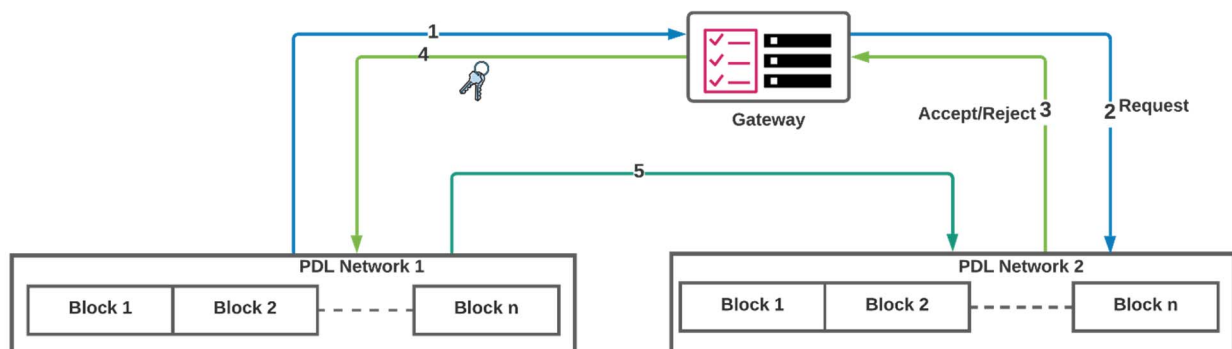 1
4
Gateway
Accept/Reject 3
2 Request
5
PDL Network 1
Block 1
Block 2
Block n
PDL Network 2
Block 1
Block 2
Block n